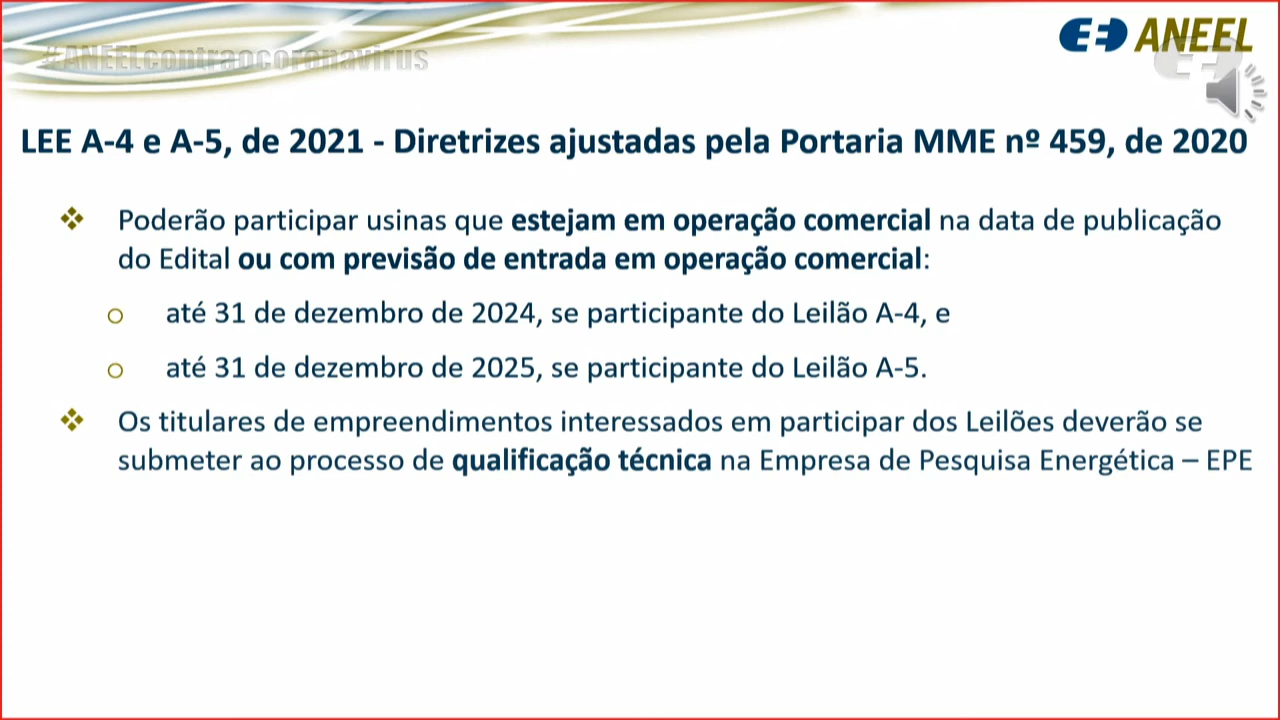 #ANEELcontraocoronavirus
ANEEL
LEE A-4 e A-5, de 2021 - Diretrizes ajustadas pela Portaria MME nº 459, de 2020
Poderão participar usinas que estejam em operação comercial na data de publicação
do Edital ou com previsão de entrada em operação comercial:
até 31 de dezembro de 2024, se participante do Leilão A-4, e
até 31 de dezembro de 2025, se participante do Leilão A-5.
Os titulares de empreendimentos interessados em participar dos Leilões deverão se
submeter ao processo de qualificação técnica na Empresa de Pesquisa Energética – EPE